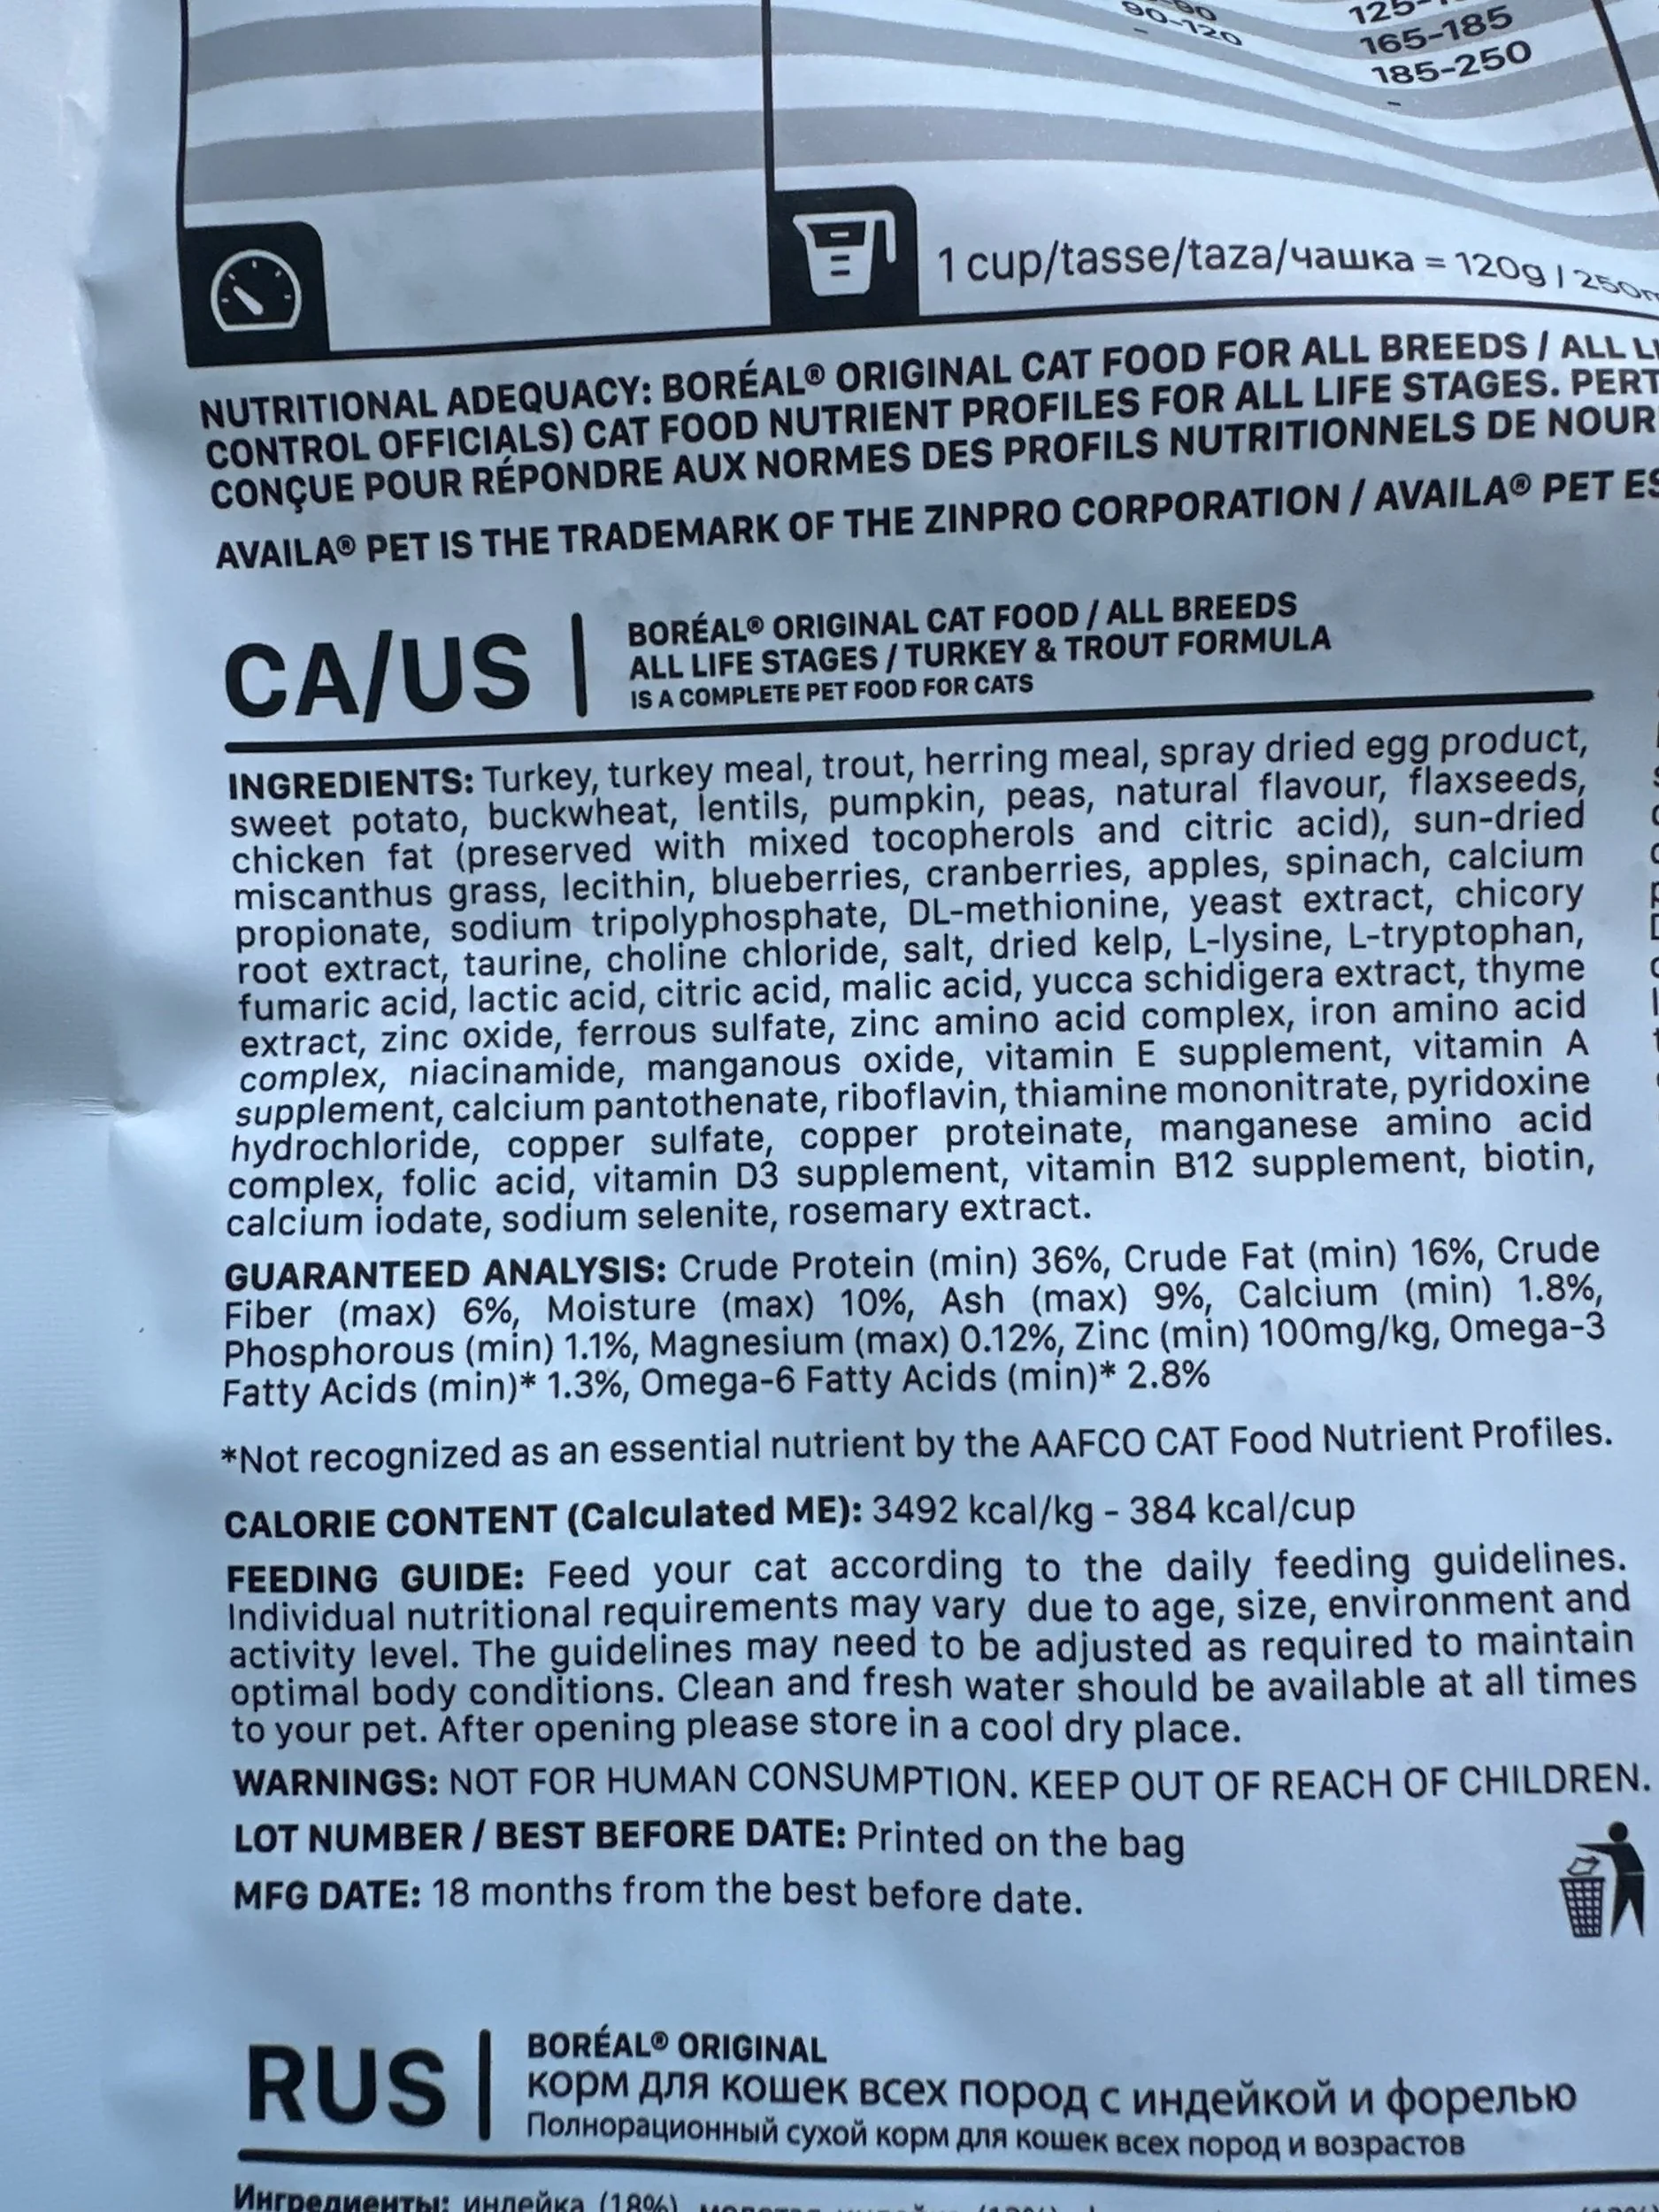 90-120
-
165-185
185-250
-
1 cup/tasse/taza/чашка = 120g / 250m
NUTRITIONAL ADEQUACY: BORÉAL® ORIGINAL CAT FOOD FOR ALL BREEDS / ALL
CONTROL OFFICIALS) CAT FOOD NUTRIENT PROFILES FOR ALL LIFE STAGES. PERT
CONÇUE POUR RÉPONDRE AUX NORMES DES PROFILS NUTRITIONNELS DE NOUR
AVAILA® PET IS THE TRADEMARK OF THE ZINPRO CORPORATION / AVAILA® PET ES
CA/US
BORÉAL® ORIGINAL CAT FOOD / ALL BREEDS
ALL LIFE STAGES / TURKEY & TROUT FORMULA
IS A COMPLETE PET FOOD FOR CATS
INGREDIENTS: Turkey, turkey meal, trout, herring meal, spray dried egg product,
sweet potato, buckwheat, lentils, pumpkin, peas, natural flavour, flaxseeds,
chicken fat (preserved with mixed tocopherols and citric acid), sun-dried
miscanthus grass, lecithin, blueberries, cranberries, apples, spinach, calcium
propionate, sodium tripolyphosphate, DL-methionine, yeast extract, chicory
root extract, taurine, choline chloride, salt, dried kelp, L-lysine, L-tryptophan,
fumaric acid, lactic acid, citric acid, malic acid, yucca schidigera extract, thyme
extract, zinc oxide, ferrous sulfate, zinc amino acid complex, iron amino acid
complex, niacinamide, manganous oxide, vitamin E supplement, vitamin A
supplement, calcium pantothenate, riboflavin, thiamine mononitrate, pyridoxine
hydrochloride, copper sulfate, copper proteinate, manganese amino acid
complex, folic acid, vitamin D3 supplement, vitamin B12 supplement, biotin,
calcium iodate, sodium selenite, rosemary extract.
GUARANTEED ANALYSIS: Crude Protein (min) 36%, Crude Fat (min) 16%, Crude
Fiber (max) 6%, Moisture (max) 10%, Ash (max) 9%, Calcium (min) 1.8%,
Phosphorous (min) 1.1%, Magnesium (max) 0.12%, Zinc (min) 100mg/kg, Omega-3
Fatty Acids (min)* 1.3%, Omega-6 Fatty Acids (min)* 2.8%
*Not recognized as an essential nutrient by the AAFCO CAT Food Nutrient Profiles.
CALORIE CONTENT (Calculated ME): 3492 kcal/kg - 384 kcal/cup
FEEDING GUIDE: Feed your cat according to the daily feeding guidelines.
Individual nutritional requirements may vary due to age, size, environment and
activity level. The guidelines may need to be adjusted as required to maintain
optimal body conditions. Clean and fresh water should be available at all times
to your pet. After opening please store in a cool dry place.
WARNINGS: NOT FOR HUMAN CONSUMPTION. KEEP OUT OF REACH OF CHILDREN.
LOT NUMBER / BEST BEFORE DATE: Printed on the bag
MFG DATE: 18 months from the best before date.
RUS
BORÉAL® ORIGINAL
корм для кошек всех пород с индейкой и форелью
Полнорационный сухой корм для кошек всех пород и возрастов
Ингредиенты: индейка (18%),